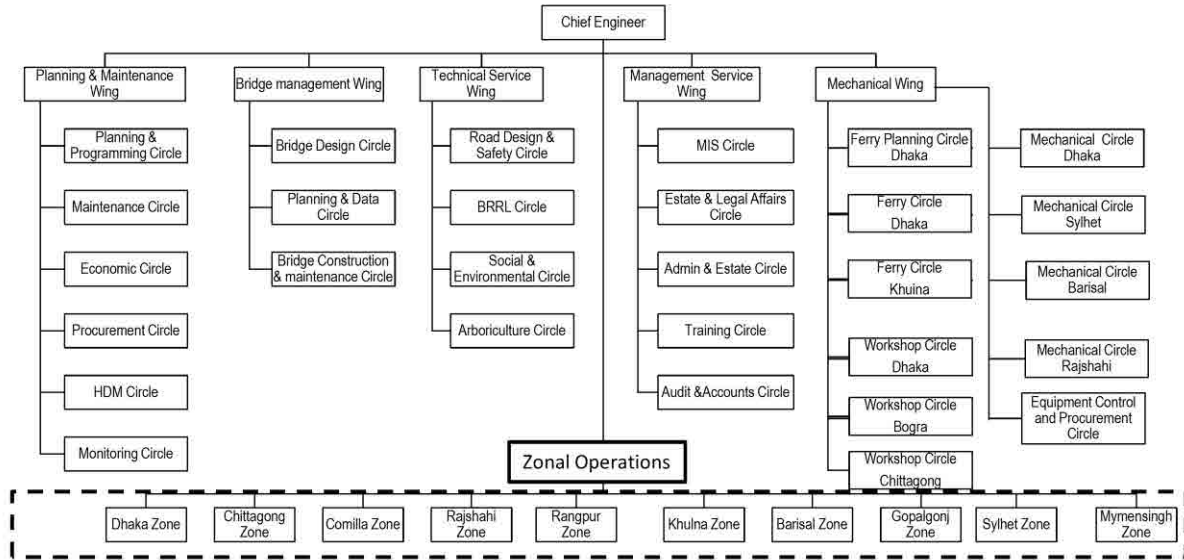 Chief Engineer
Planning & Maintenance
Wing
Bridge management Wing
Technical Service
Wing
Management Service
Wing
Mechanical Wing
Planning &
Programming Circle
Maintenance Circle
Economic Circle
Procurement Circle
HDM Circle
Monitoring Circle
Bridge Design Circle
Planning & Data
Circle
Bridge Construction
& maintenance Circle
Road Design &
Safety Circle
BRRL Circle
Social &
Environmental Circle
Arboriculture Circle
MIS Circle
Estate & Legal Affairs
Circle
Admin & Estate Circle
Training Circle
Audit &Accounts Circle
Ferry Planning Circle
Dhaka
Ferry Circle
Dhaka
Ferry Circle
Khuina
Workshop Circle
Dhaka
Workshop Circle
Bogra
Workshop Circle
Chittagong
Mechanical Circle
Dhaka
Mechanical Circle
Sylhet
Mechanical Circle
Barisal
Mechanical Circle
Rajshahi
Equipment Control
and Procurement
Circle
Zonal Operations
Dhaka Zone
Chittagong
Zone
Comilla Zone
Rajshahi
Zone
Rangpur
Zone
Khulna Zone
Barisal Zone
Gopalgonj
Zone
Sylhet Zone
Mymensingh
Zone